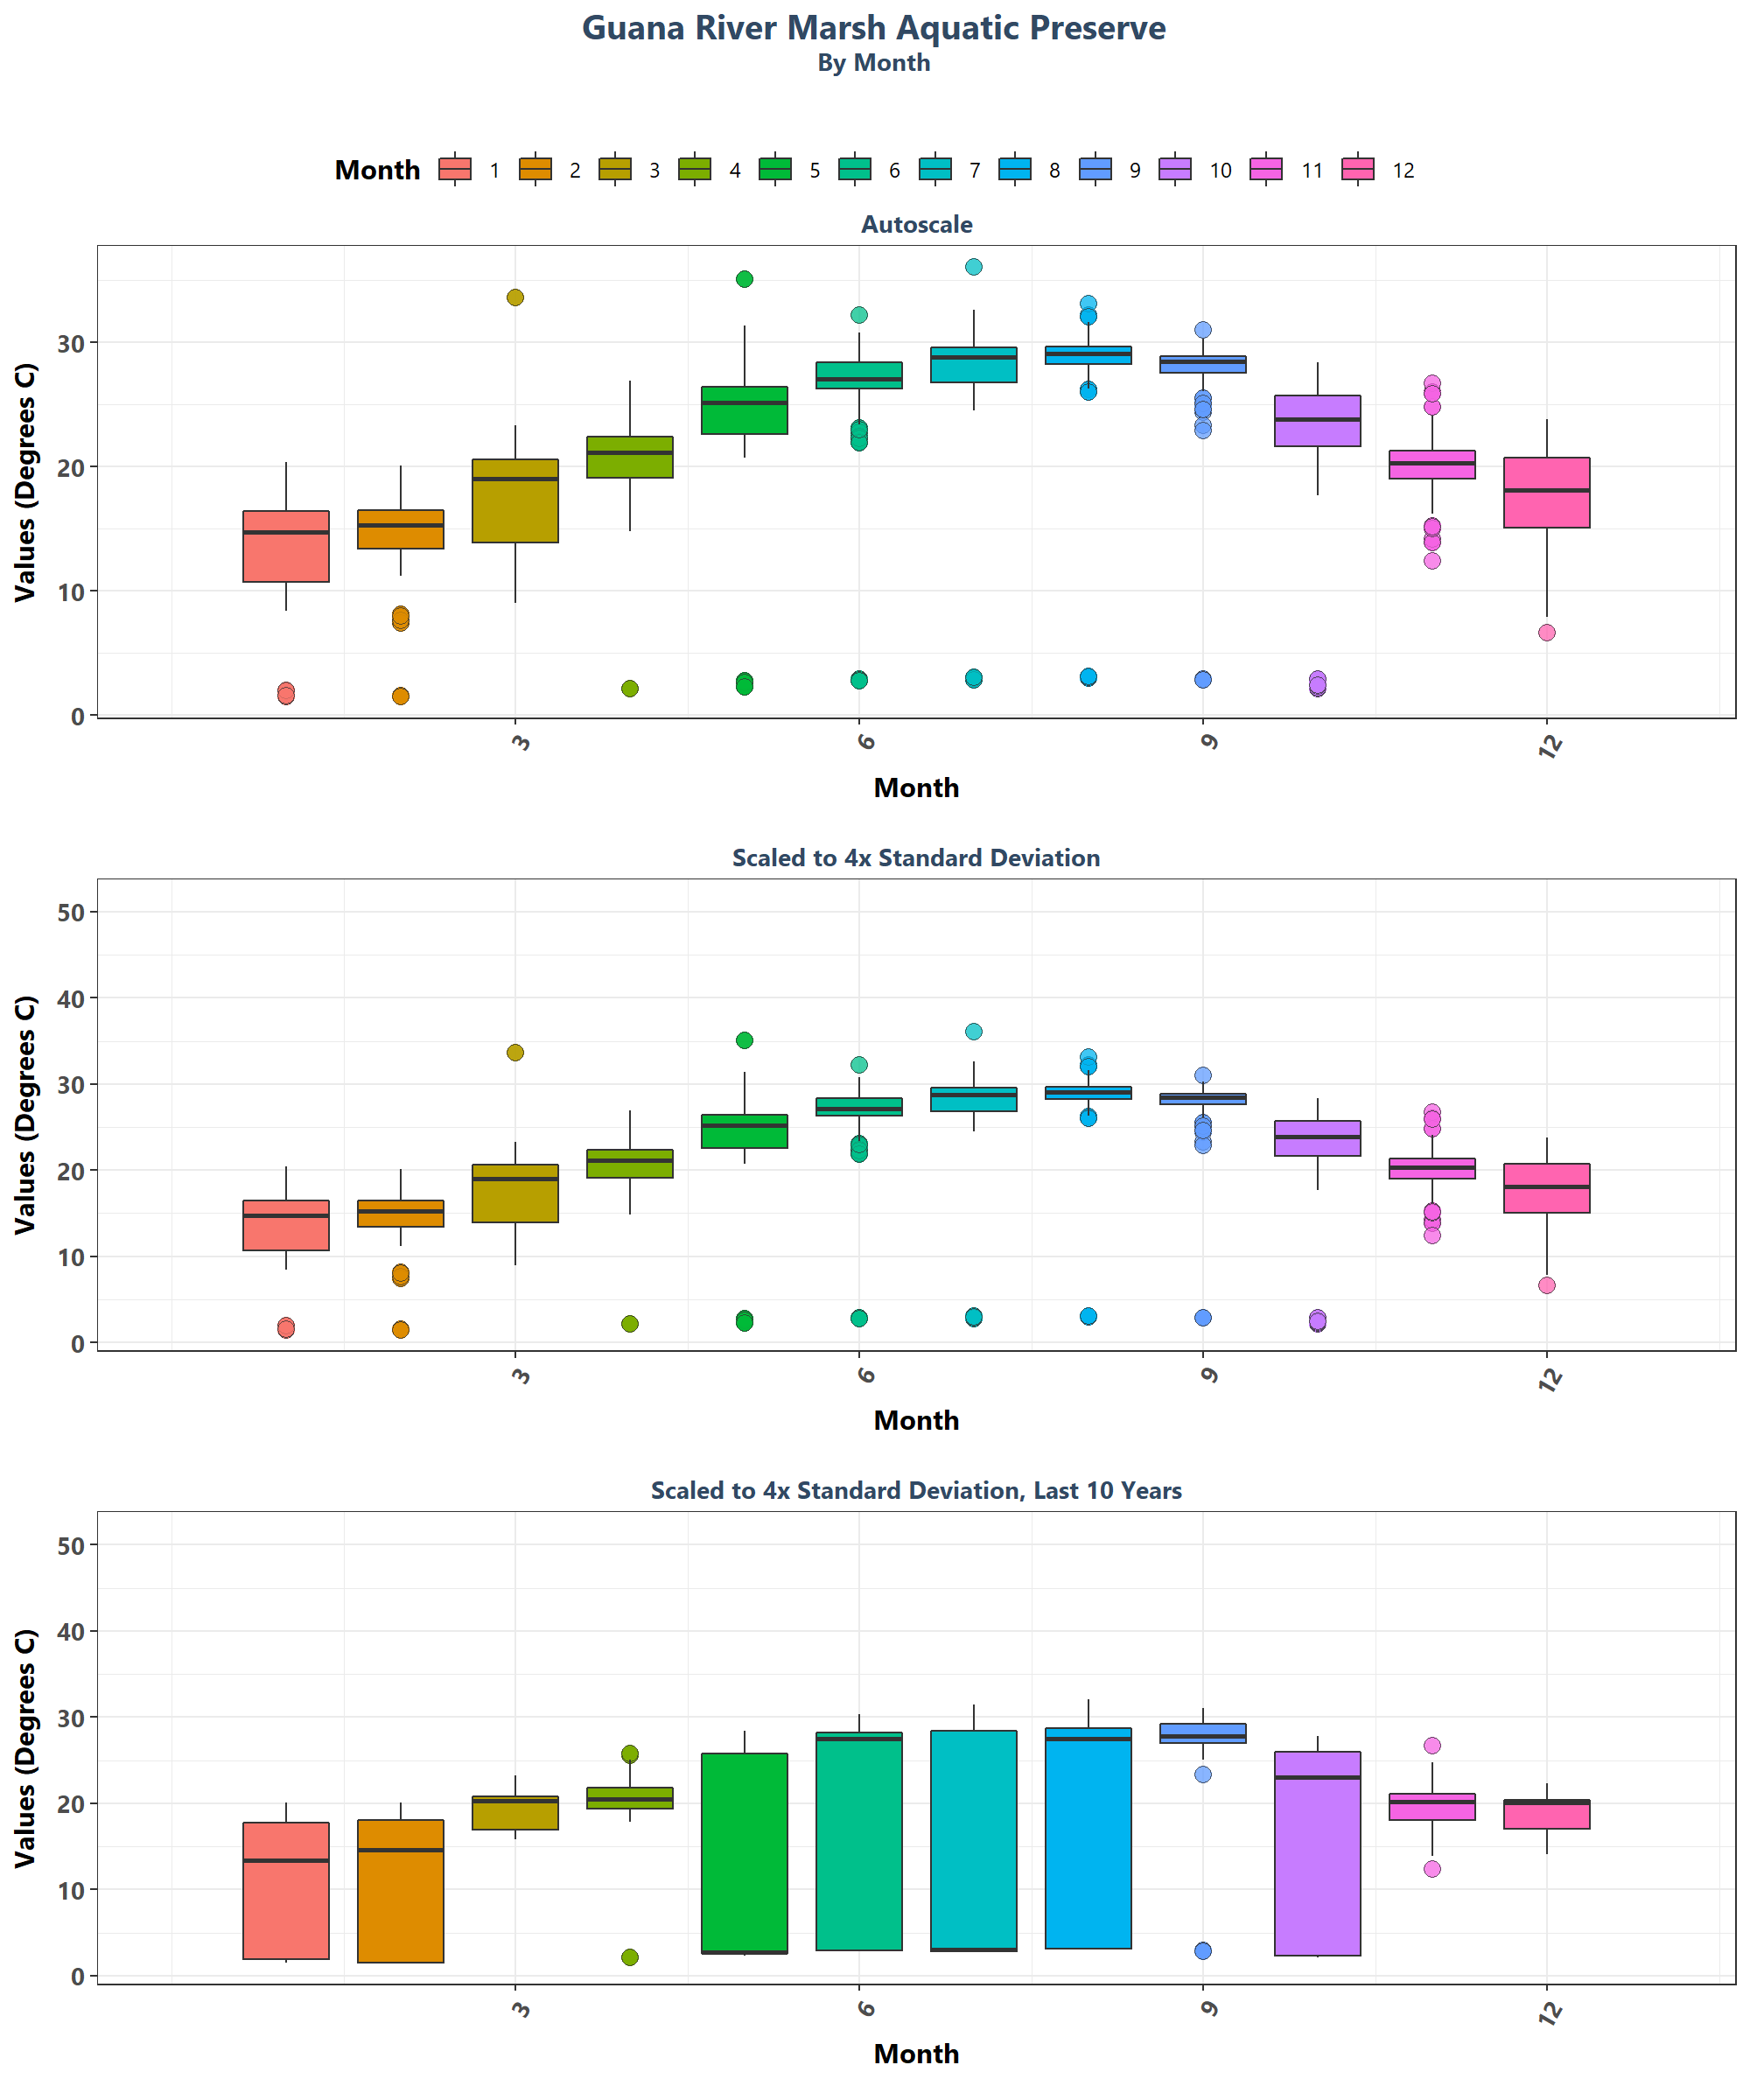 Guana River Marsh Aquatic Preserve
By Month
Month 1 2 3 4 5 6 7 8 9 10 11 12
Autoscale
Values (Degrees C)
30
20
10
0
3 6 9 12
Month
Scaled to 4x Standard Deviation
Values (Degrees C)
50
40
30
20
10
0
3 6 9 12
Month
Scaled to 4x Standard Deviation, Last 10 Years
Values (Degrees C)
50
40
30
20
10
0
3 6 9 12
Month